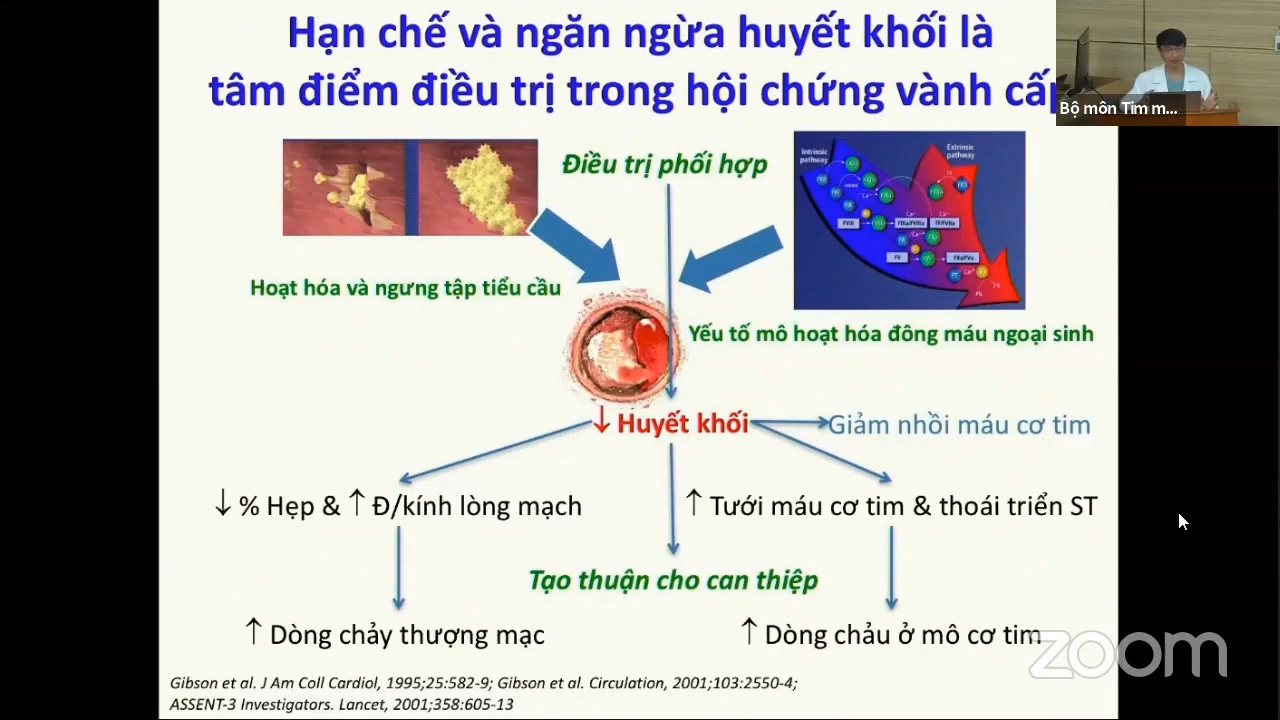 Hạn chế và ngăn ngừa huyết khối là
tâm điểm điều trị trong hội chứng vành cấp
Bộ môn Tim m...
Điều trị phối hợp
Intrinsic
pathway
Extrinsic
pathway
Hoạt hóa và ngưng tập tiểu cầu
Yếu tố mô hoạt hóa đông máu ngoại sinh
↓ Huyết khối
Giảm nhồi máu cơ tim
↓ % Hẹp & ↑ Đ/kính lòng mạch
↑ Tưới máu cơ tim & thoái triển ST
Tạo thuận cho can thiệp
↑ Dòng chảy thượng mạc
↑ Dòng chảu ở mô cơ tim
zoom
Gibson et al. J Am Coll Cardiol, 1995;25:582-9; Gibson et al. Circulation, 2001;103:2550-4;
ASSENT-3 Investigators. Lancet, 2001;358:605-13